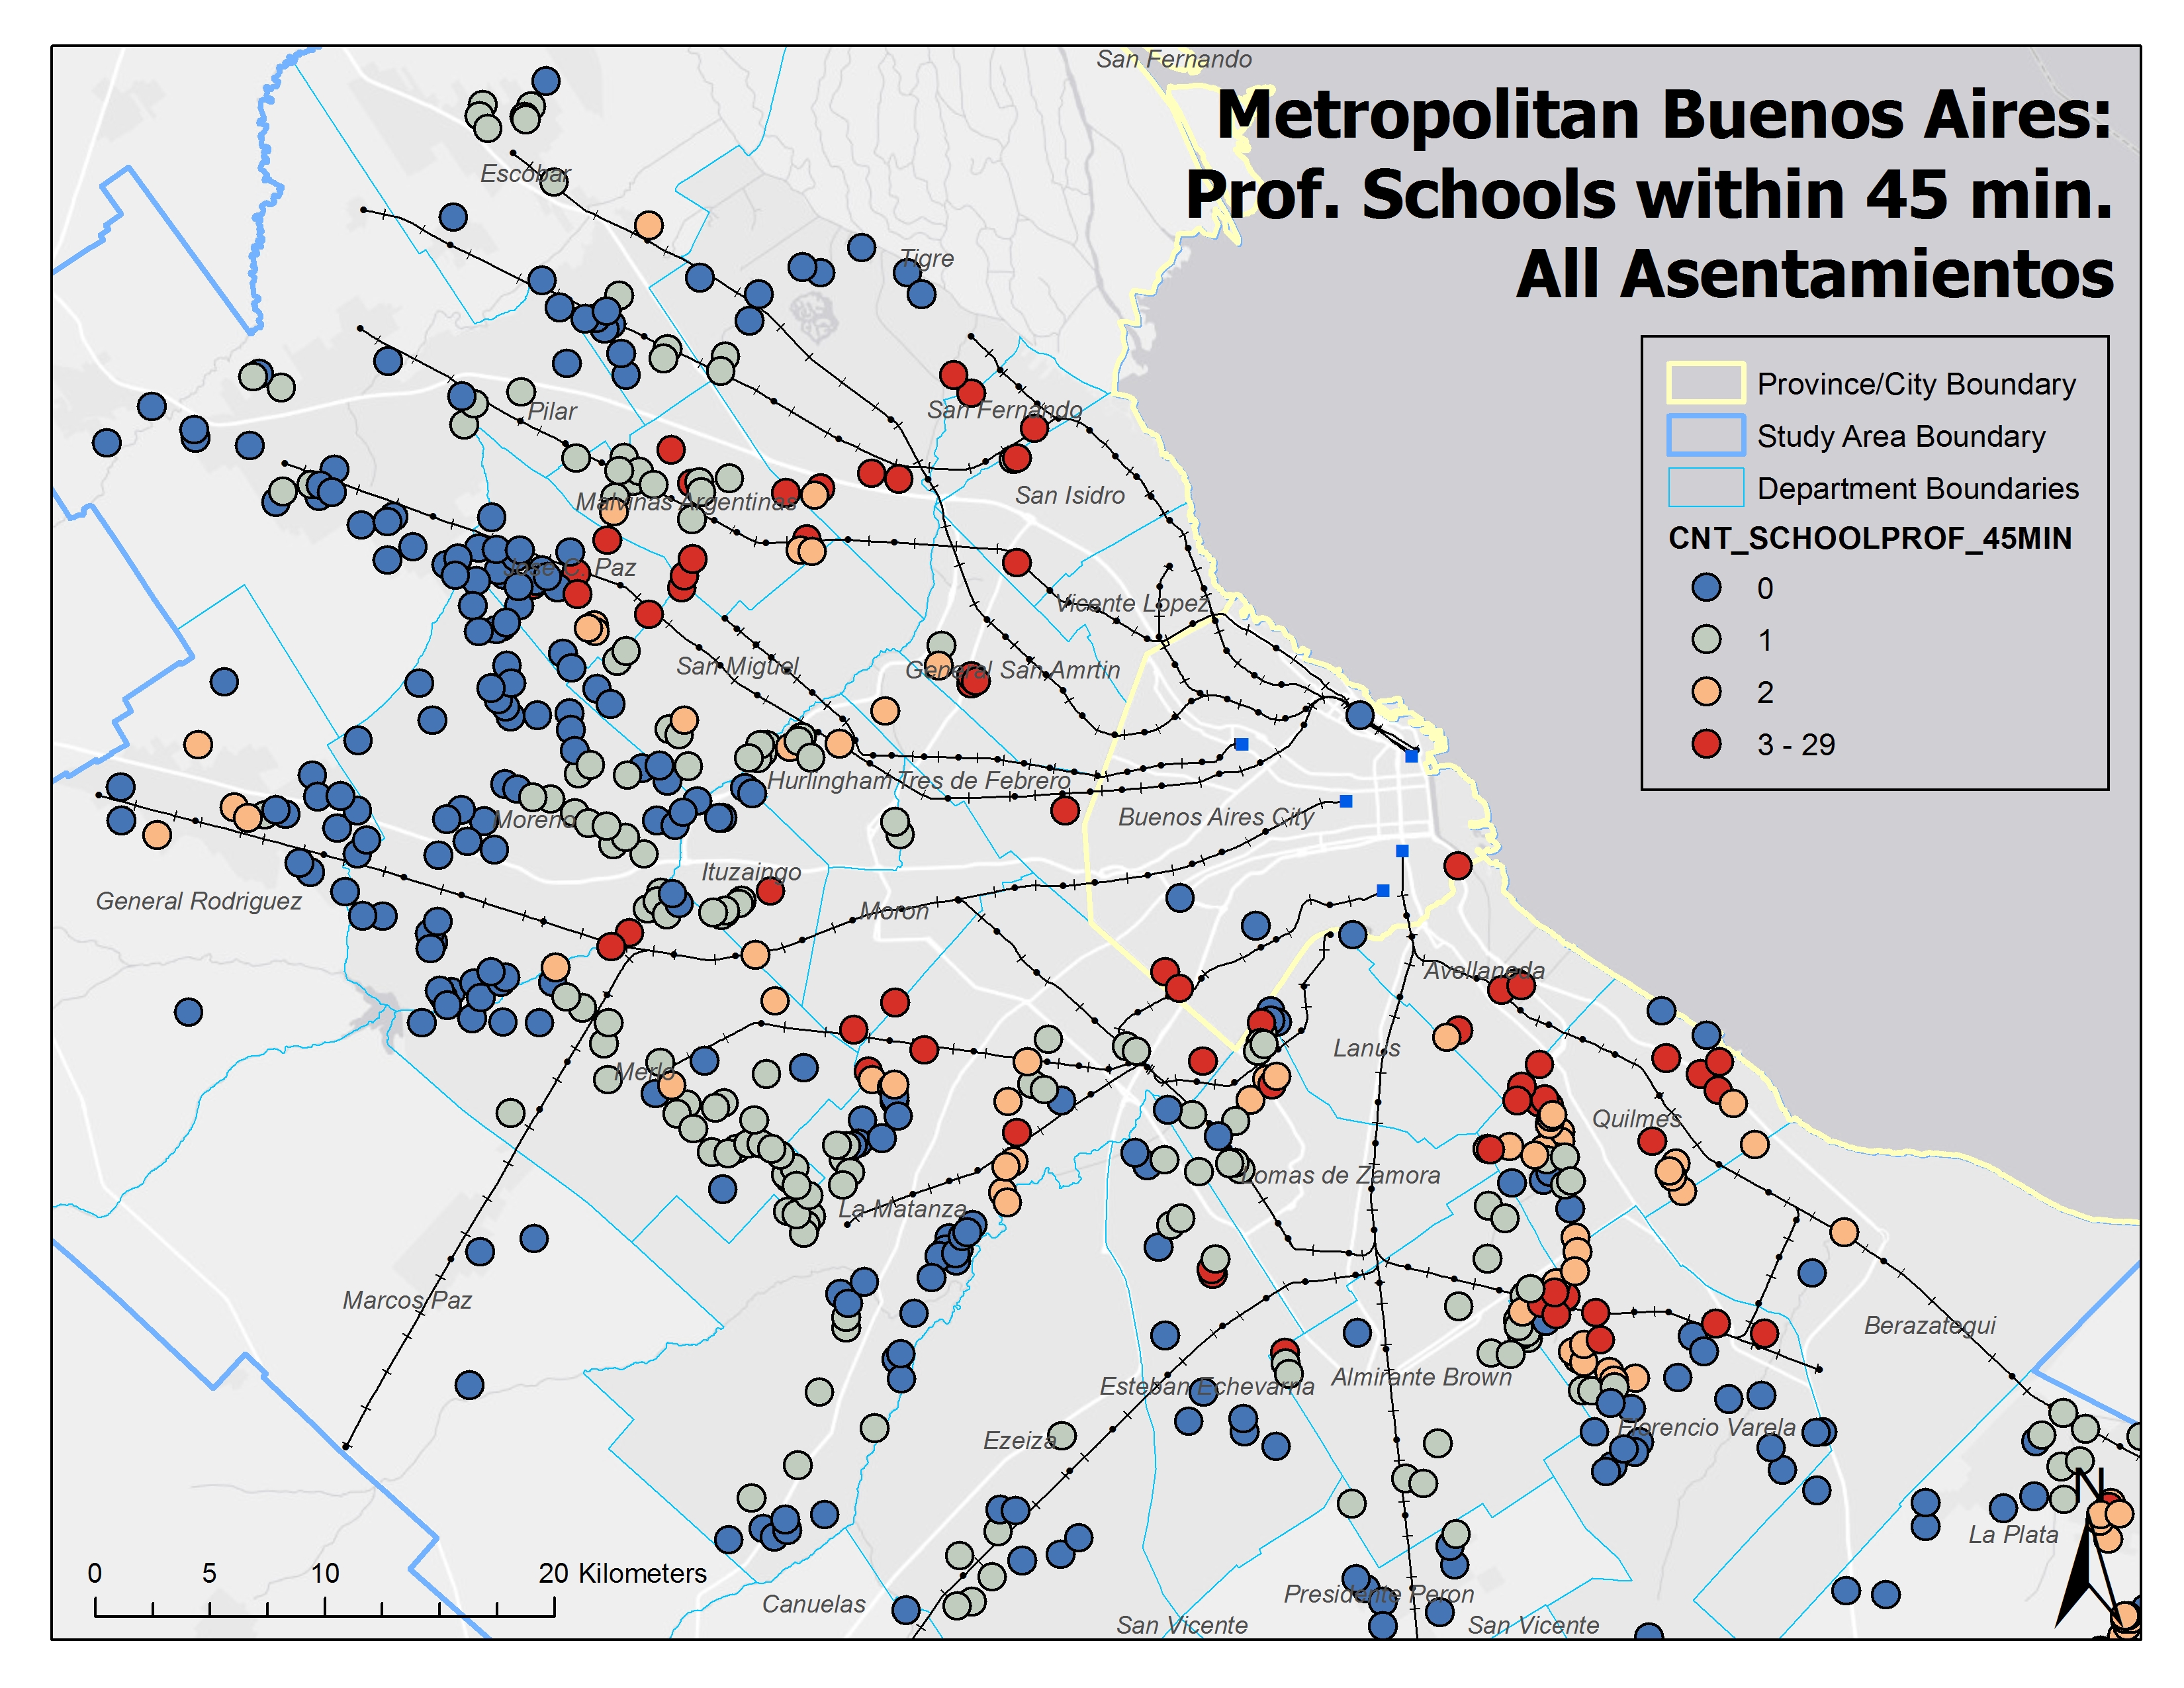 San Fernando
Metropolitan Buenos Aires:
Prof. Schools within 45 min.
All Asentamientos
Escobar
Tigre
Province/City Boundary
Study Area Boundary
Department Boundaries
CNT_SCHOOLPROF_45MIN
0
1
2
3 - 29
Pilar
San Fernando
San Isidro
Malvinas Argentinas
Jose C. Paz
Vicente Lopez
San Miguel
General San Amrtin
Hurlingham
Tres de Febrero
Buenos Aires City
Moreno
Ituzaingo
General Rodriguez
Moron
Avollaneda
Lanus
Merlo
Quilmes
Lomas de Zamora
La Matanza
Marcos Paz
Berazategui
Almirante Brown
Esteban Echevarria
Florencio Varela
Ezeiza
N
La Plata
0 5 10 20 Kilometers
Canuelas
Presidente Peron
San Vicente
San Vicente